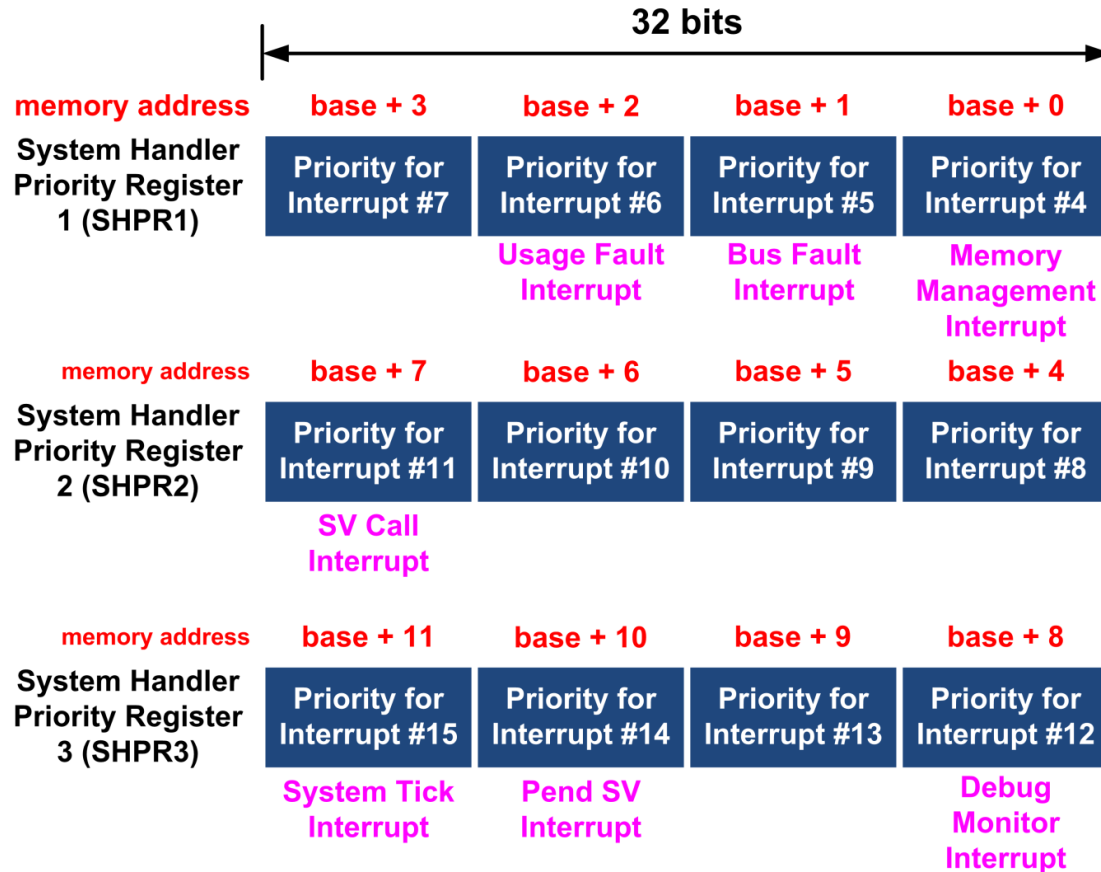 32 bits
memory address base + 3 base + 2 base + 1 base + 0
System Handler
Priority Register
1 (SHPR1)
Priority for
Interrupt #7
Priority for
Interrupt #6
Priority for
Interrupt #5
Priority for
Interrupt #4
Usage Fault
Interrupt
Bus Fault
Interrupt
Memory
Management
Interrupt
memory address base + 7 base + 6 base + 5 base + 4
System Handler
Priority Register
2 (SHPR2)
Priority for
Interrupt #11
Priority for
Interrupt #10
Priority for
Interrupt #9
Priority for
Interrupt #8
SV Call
Interrupt
memory address base + 11 base + 10 base + 9 base + 8
System Handler
Priority Register
3 (SHPR3)
Priority for
Interrupt #15
Priority for
Interrupt #14
Priority for
Interrupt #13
Priority for
Interrupt #12
System Tick
Interrupt
Pend SV
Interrupt
Debug
Monitor
Interrupt